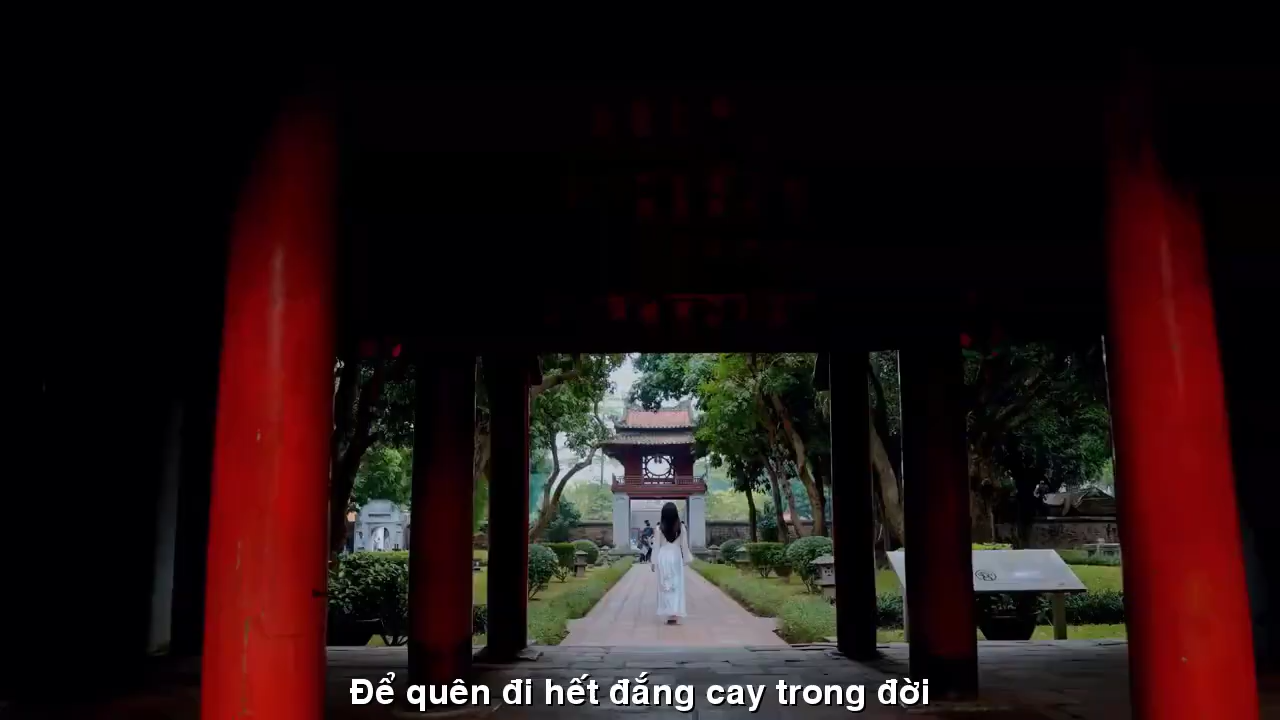 Để quên đi hết đắng cay trong đời